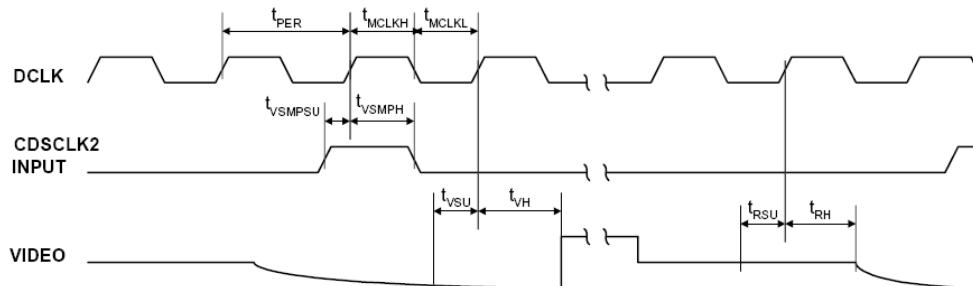 tPER tMCLKH tMCLKL
DCLK
tVSMPSU tVSMPH
CDSCLK2
INPUT
tVSU tVH tRSU tRH
VIDEO